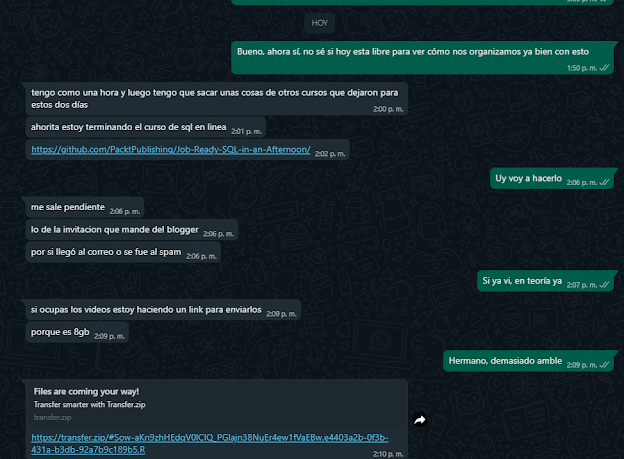 HOY
Bueno, ahora sí, no sé si hoy esta libre para ver cómo nos organizamos ya bien con esto
1:50 p. m.
tengo como una hora y luego tengo que sacar unas cosas de otros cursos que dejaron para
estos dos días
2:00 p. m.
ahorita estoy terminando el curso de sql en linea 2:01 p. m.
https://github.com/PacktPublishing/Job-Ready-SQL-in-an-Afternoon/ 2:02 p. m.
Uy voy a hacerlo 2:06 p. m.
me sale pendiente 2:06 p. m.
lo de la invitacion que mande del blogger 2:06 p. m.
por si llegó al correo o se fue al spam 2:06 p. m.
Si ya vi, en teoría ya 2:07 p. m.
si ocupas los videos estoy haciendo un link para enviarlos 2:09 p. m.
porque es 8gb 2:09 p. m.
Hermano, demasiado amble 2:09 p. m.
Files are coming your way!
Transfer smarter with Transfer.zip
transfer.zip
https://transfer.zip/#Sow-aKn9zhHEdqV0lClQ_PGlajn38NuEr4ew1fVaE8w,e4403a2b-0f3b-
431a-b3db-92a7b9c189b5,R
2:10 p. m.